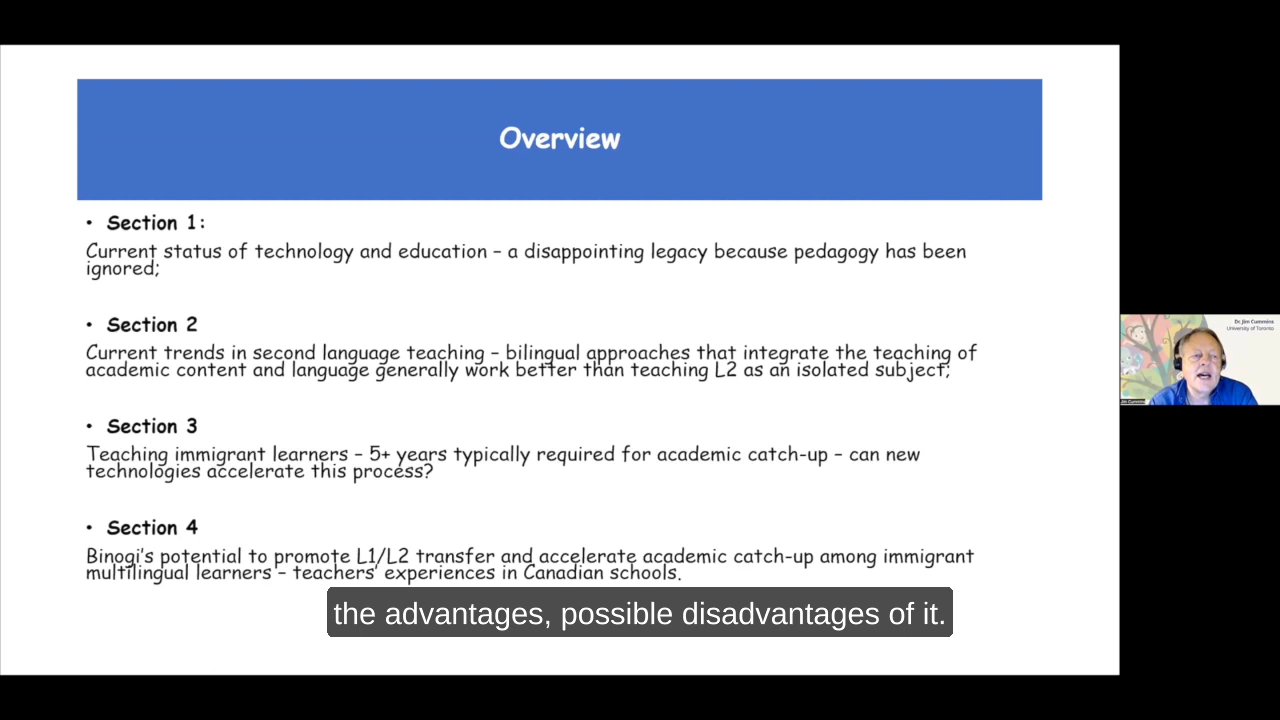 Overview
• Section 1:
Current status of technology and education – a disappointing legacy because pedagogy has been
ignored;
• Section 2
Current trends in second language teaching – bilingual approaches that integrate the teaching of
academic content and language generally work better than teaching L2 as an isolated subject;
• Section 3
Teaching immigrant learners – 5+ years typically required for academic catch-up – can new
technologies accelerate this process?
• Section 4
Binogi's potential to promote L1/L2 transfer and accelerate academic catch-up among immigrant
multilingual learners – teachers' experiences in Canadian schools.
the advantages, possible disadvantages of it.
Dr. Jim Cummins
University of Toronto
Jim Cummins